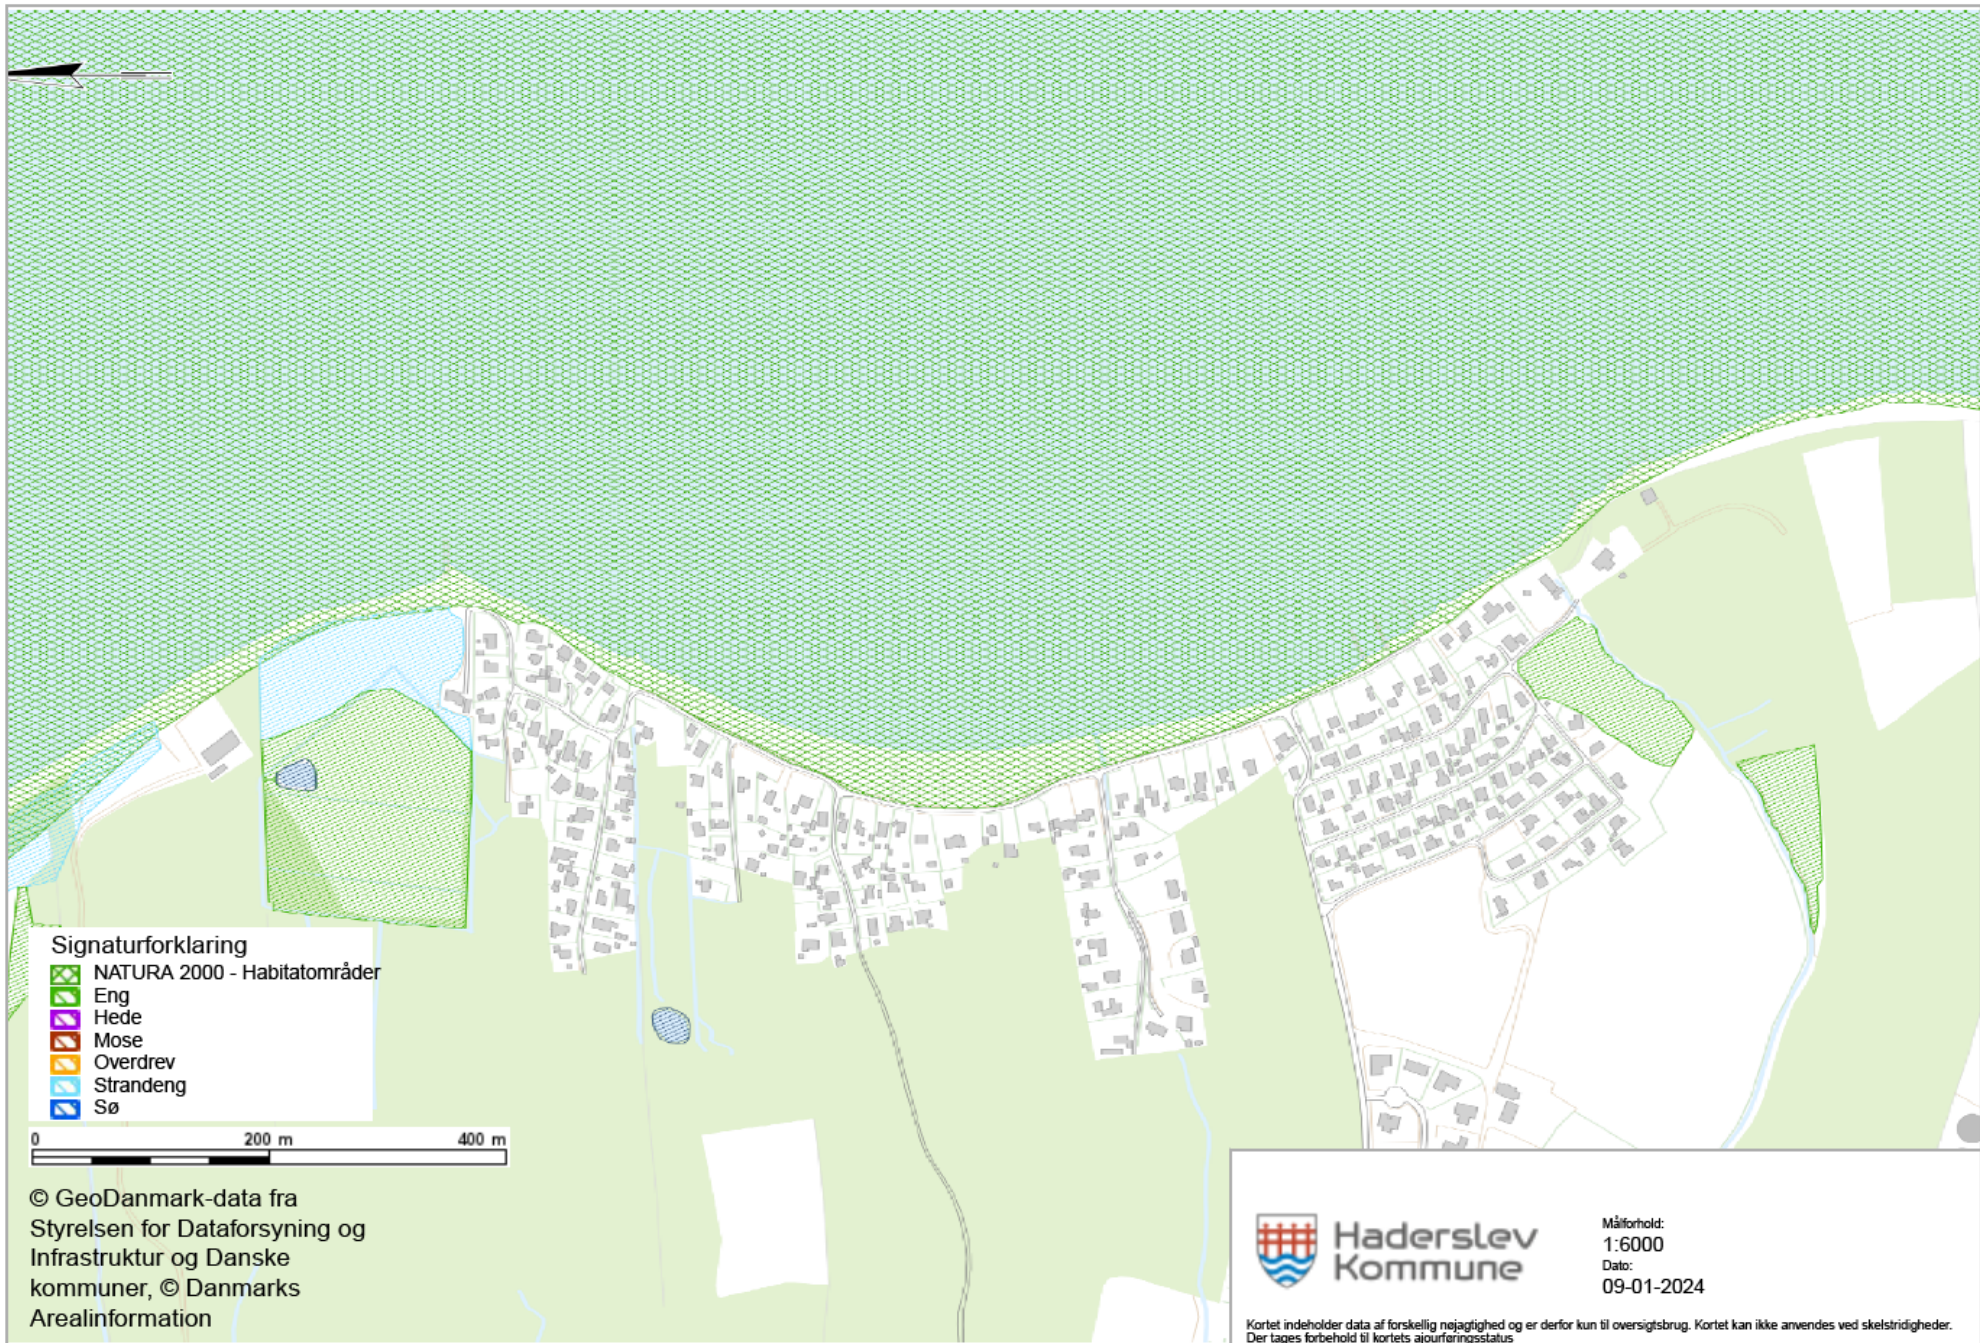 Signaturforklaring
NATURA 2000 - Habitatområder
Eng
Hede
Mose
Overdrev
Strandeng
Sø
0 200 m 400 m
© GeoDanmark-data fra
Styrelsen for Dataforsyning og
Infrastruktur og Danske
kommuner, © Danmarks
Arealinformation
Haderslev
Kommune
Målforhold:
1:6000
Dato:
09-01-2024
Kortet indeholder data af forskellig nøjagtighed og er derfor kun til oversigtsbrug. Kortet kan ikke anvendes ved skelstridigheder.
Der tages forbehold til kortets ajourføringsstatus